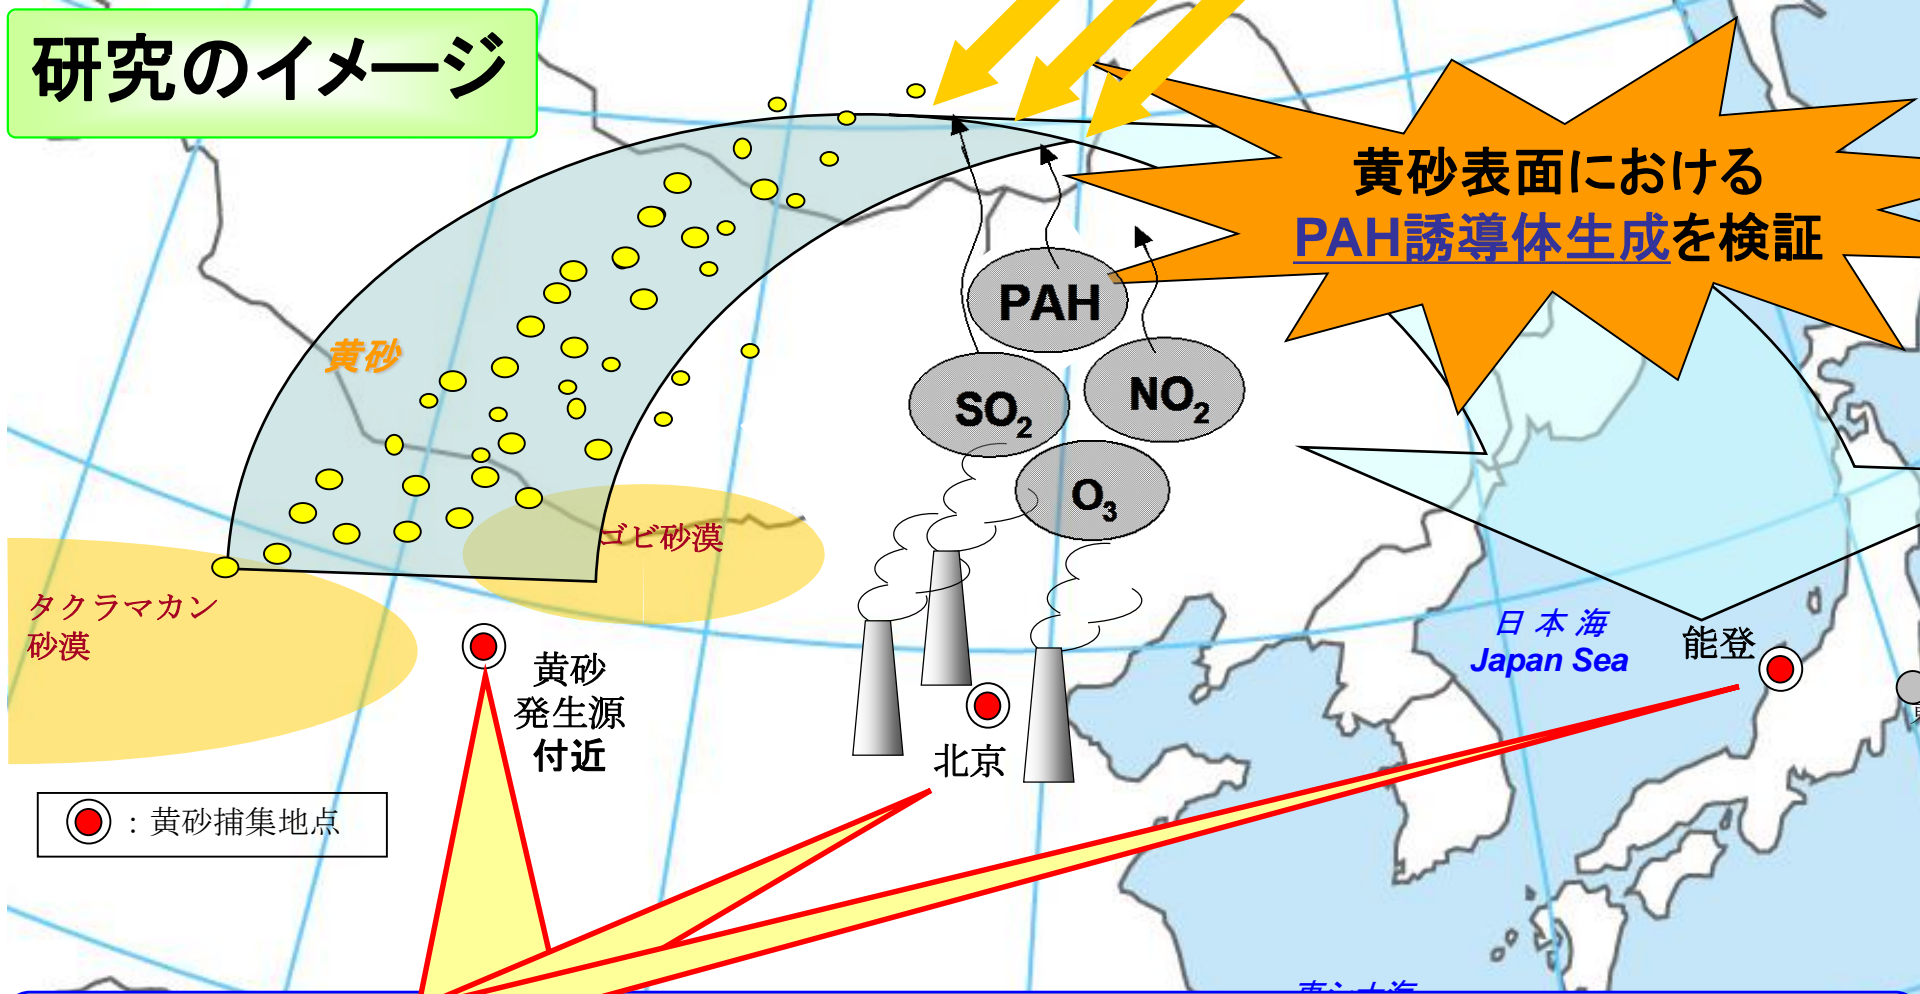 研究のイメージ
黄砂表面における
PAH誘導体生成を検証
PAH
SO2
NO2
O3
黄砂
ゴビ砂漠
タクラマカン
砂漠
黄砂
発生源
付近
北京
日本海
Japan Sea
能登
：黄砂捕集地点